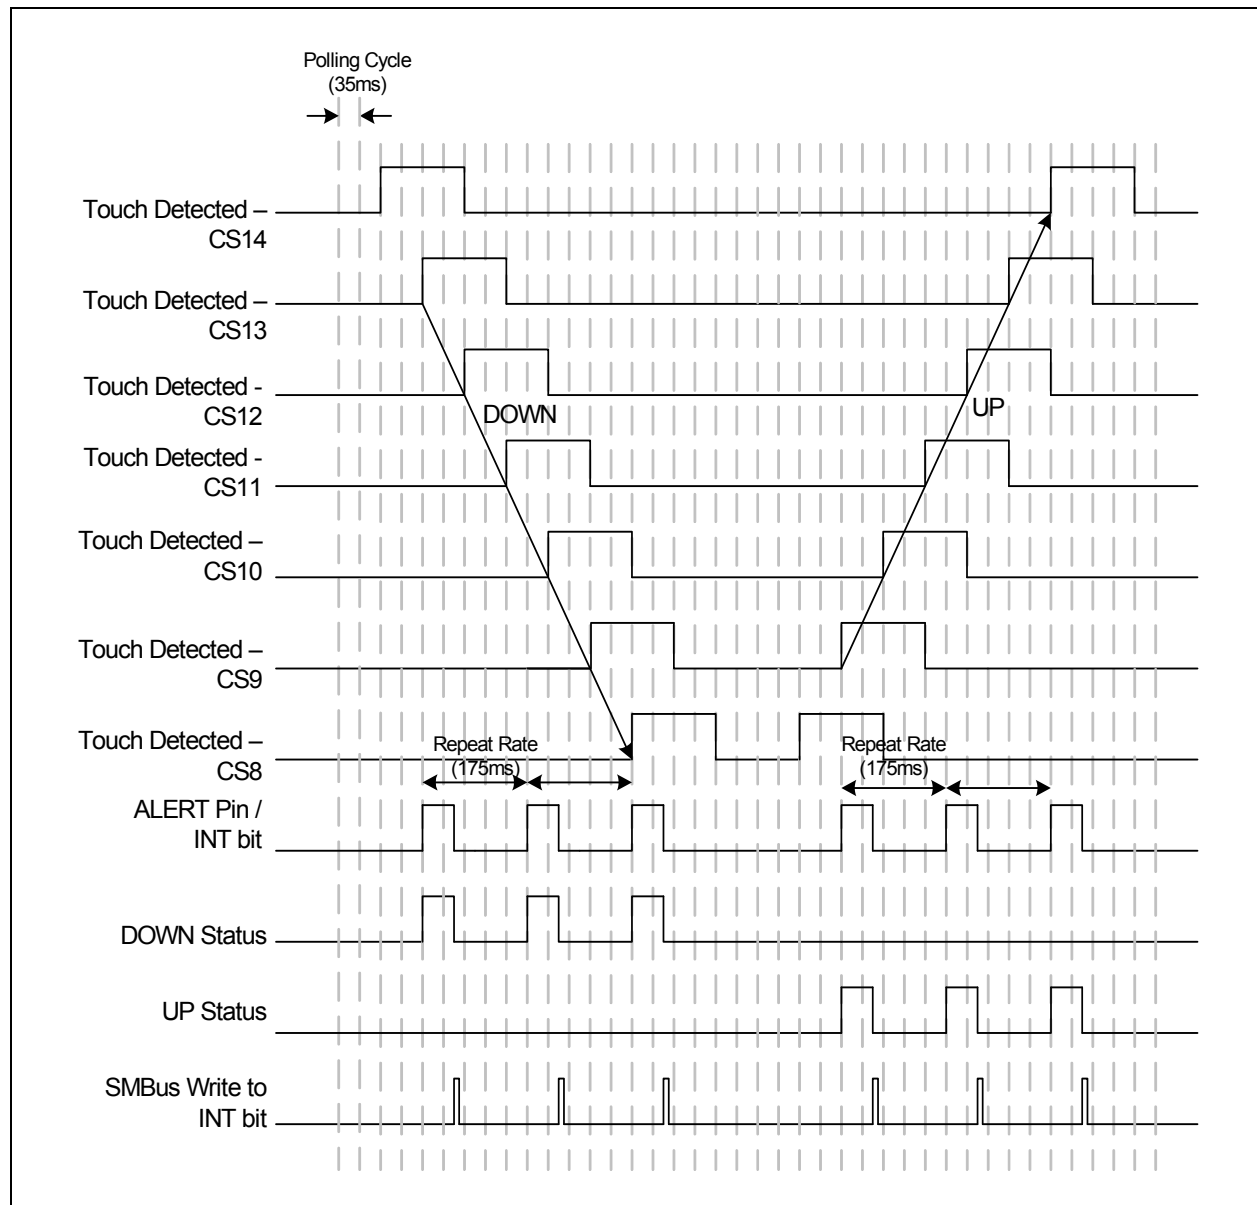 Polling Cycle
(35ms)
Touch Detected –
CS14
Touch Detected –
CS13
Touch Detected -
CS12
DOWN
UP
Touch Detected -
CS11
Touch Detected –
CS10
Touch Detected –
CS9
Touch Detected –
CS8
Repeat Rate
(175ms)
Repeat Rate
(175ms)
ALERT Pin /
INT bit
DOWN Status
UP Status
SMBus Write to
INT bit